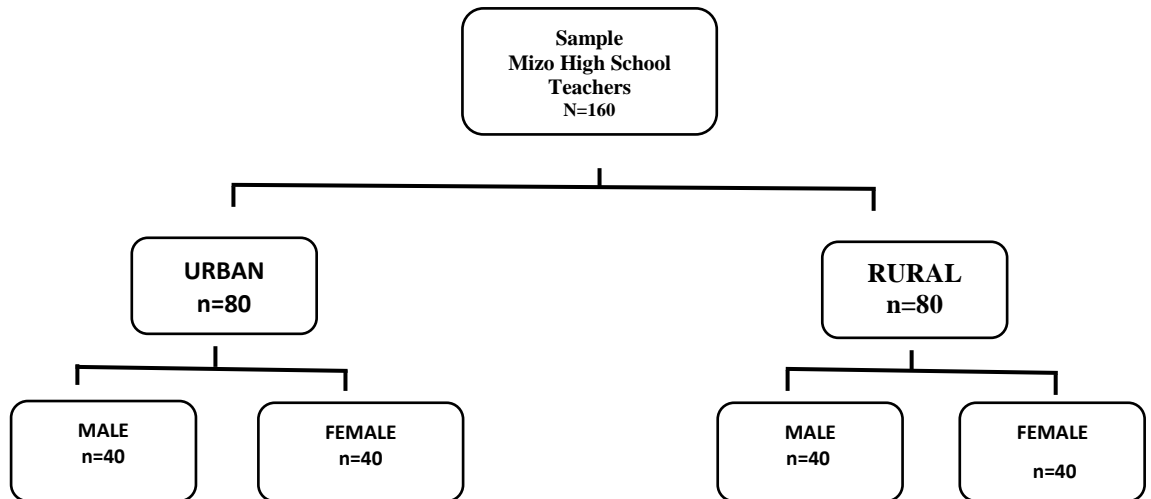 Sample
Mizo High School
Teachers
N=160
URBAN
n=80
RURAL
n=80
MALE
n=40
FEMALE
n=40
MALE
n=40
FEMALE
n=40